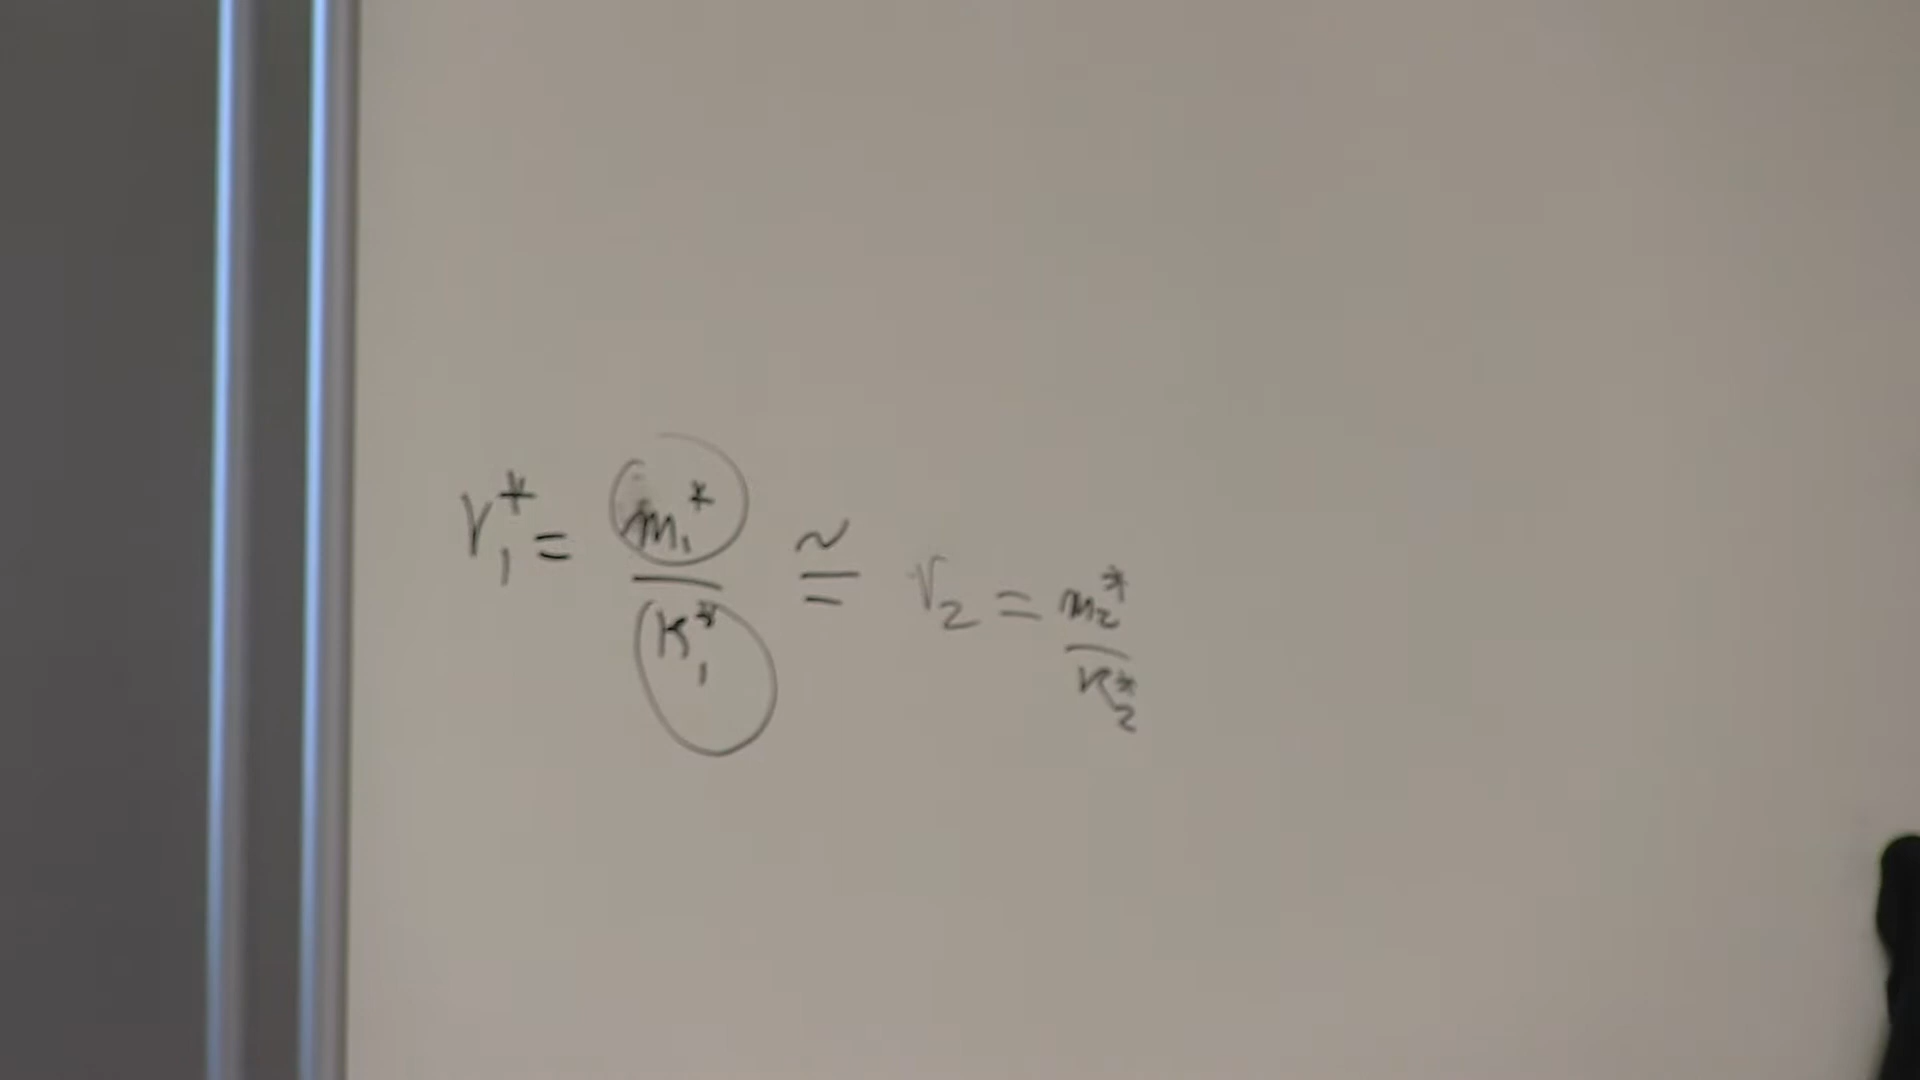 r₁* = m₁* / K₁* ≅ r₂ = m₂* / K₂*